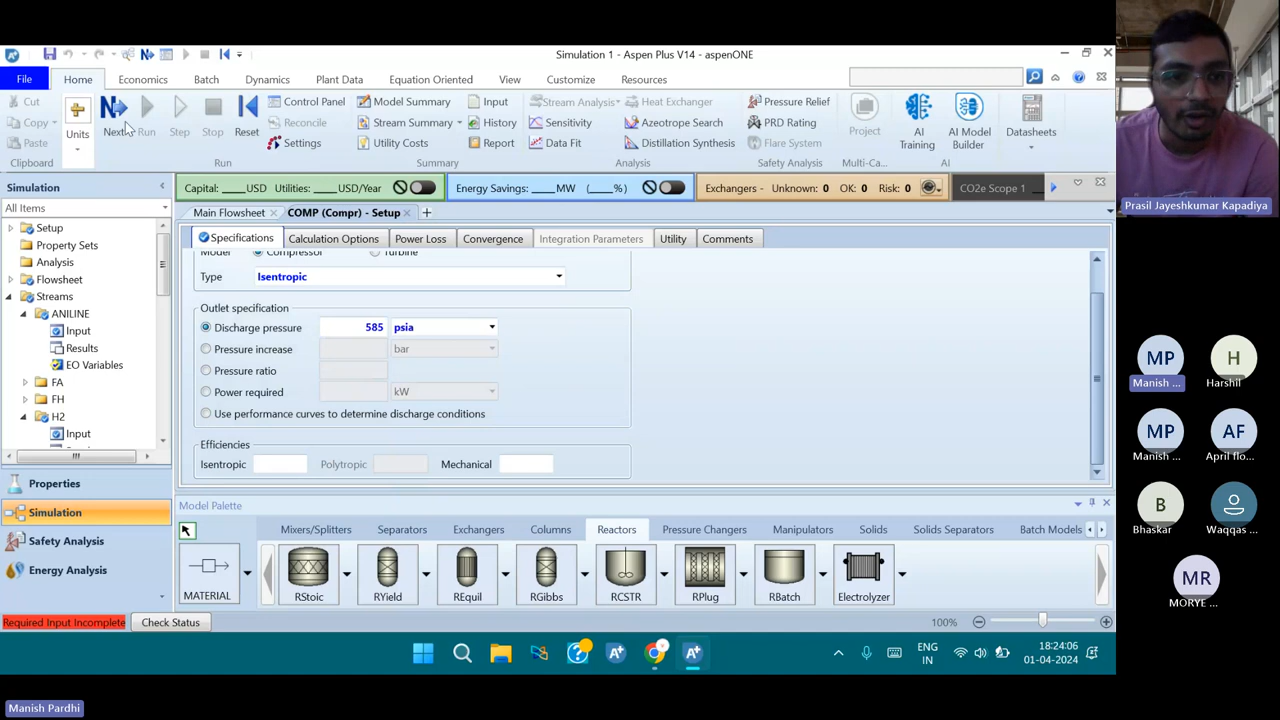 Simulation 1 - Aspen Plus V14 - aspenONE
File
Home
Economics
Batch
Dynamics
Plant Data
Equation Oriented
View
Customize
Resources
Cut
Copy
Paste
Clipboard
Units
Next
Run
Step
Stop
Reset
Control Panel
Reconcile
Settings
Run
Model Summary
Stream Summary
Utility Costs
Input
History
Report
Summary
Stream Analysis
Sensitivity
Data Fit
Heat Exchanger
Azeotrope Search
Distillation Synthesis
Analysis
Pressure Relief
PRD Rating
Flare System
Safety Analysis
Project
Multi-Ca...
AI
Training
AI Model
Builder
AI
Datasheets
Simulation
All Items
Capital: ____USD Utilities: ____USD/Year
Energy Savings: ____MW (____%)
Exchangers - Unknown: 0 OK: 0 Risk: 0
CO2e Scope 1
Main Flowsheet
COMP (Compr) - Setup
Specifications
Calculation Options
Power Loss
Convergence
Integration Parameters
Utility
Comments
Setup
Property Sets
Analysis
Flowsheet
Streams
ANILINE
Input
Results
EO Variables
FA
FH
H2
Input
Model
Compressor
Turbine
Type
Isentropic
Outlet specification
Discharge pressure 585 psia
Pressure increase bar
Pressure ratio
Power required kW
Use performance curves to determine discharge conditions
Efficiencies
Isentropic
Polytropic
Mechanical
Properties
Simulation
Safety Analysis
Energy Analysis
Model Palette
Mixers/Splitters
Separators
Exchangers
Columns
Reactors
Pressure Changers
Manipulators
Solids
Solids Separators
Batch Models
MATERIAL
RStoic
RYield
REquil
RGibbs
RCSTR
RPlug
RBatch
Electrolyzer
Required Input Incomplete
Check Status
100%
ENG
IN
18:24:06
01-04-2024
Manish Pardhi
Prasil Jayeshkumar Kapadiya
MP
Manish ...
H
Harshil
MP
Manish ...
AF
April flo...
B
Bhaskar
Waqqas ...
MR
MORYE ...